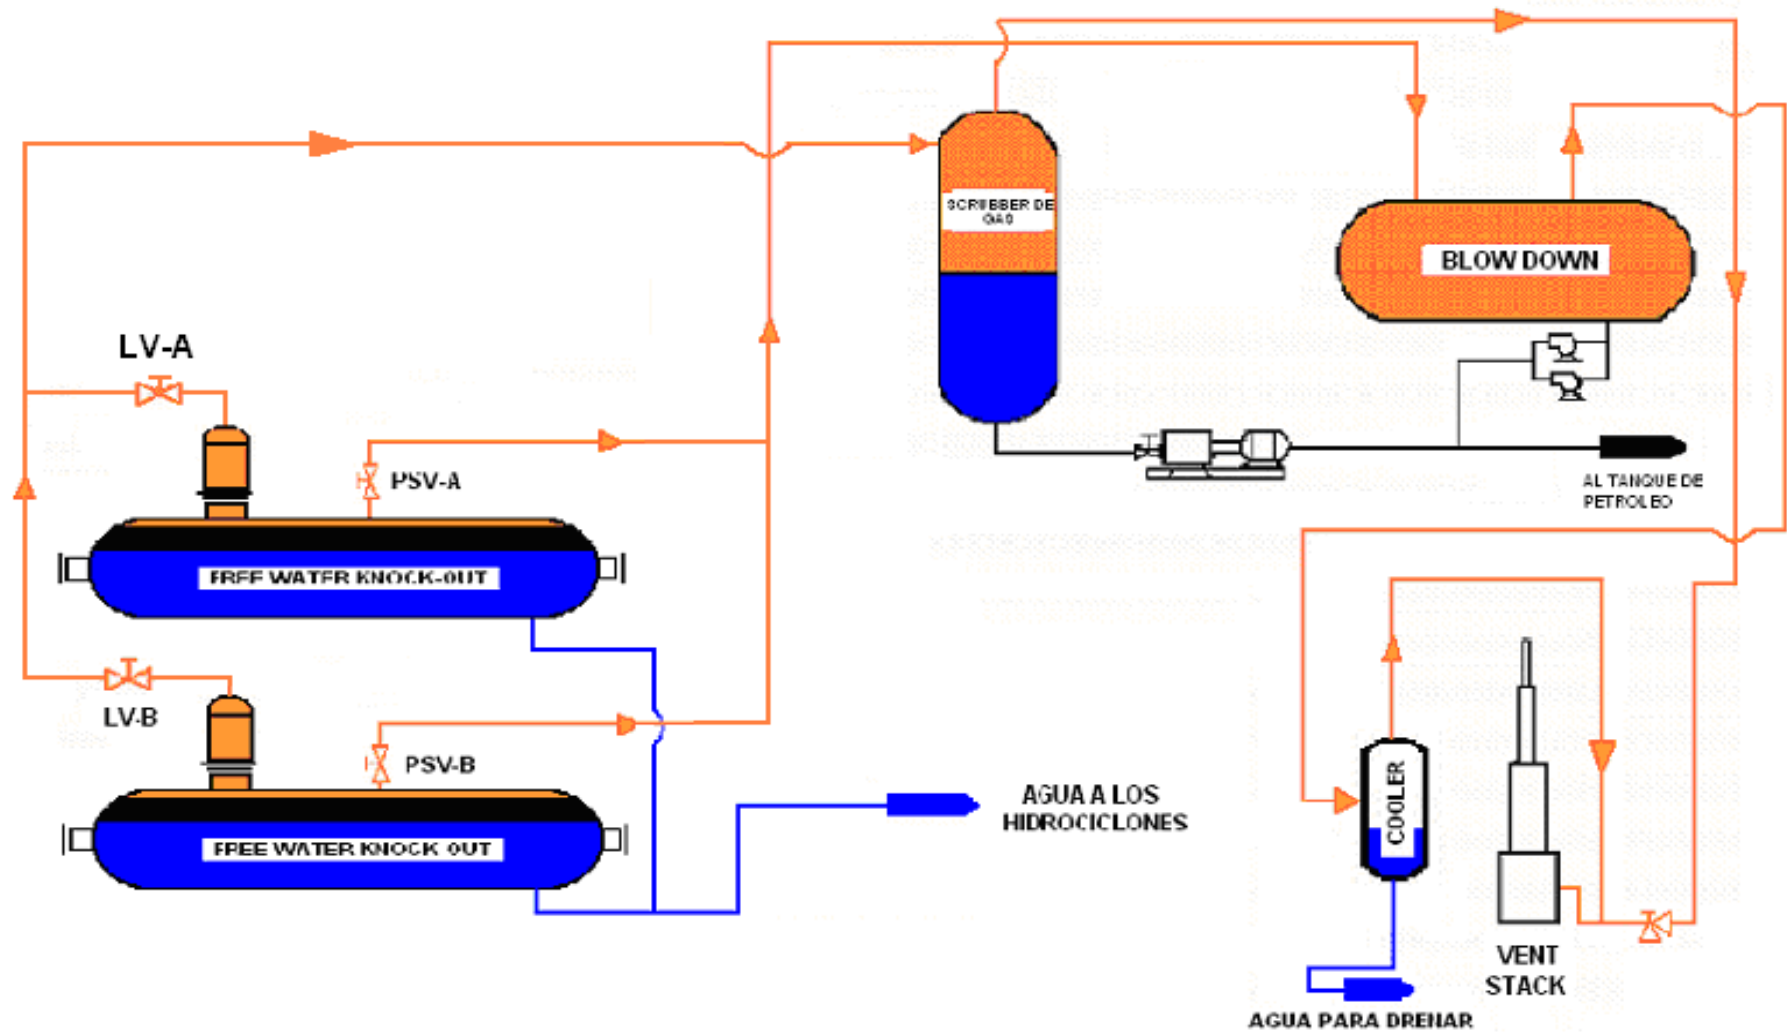 SCRUBBER DE
GAS
BLOW DOWN
LV-A
PSV-A
AL TANQUE DE
PETROLEO
FREE WATER KNOCK-OUT
LV-B
PSV-B
FREE WATER KNOCK OUT
AGUA A LOS
HIDROCICLONES
COOLER
VENT
STACK
AGUA PARA DRENAR